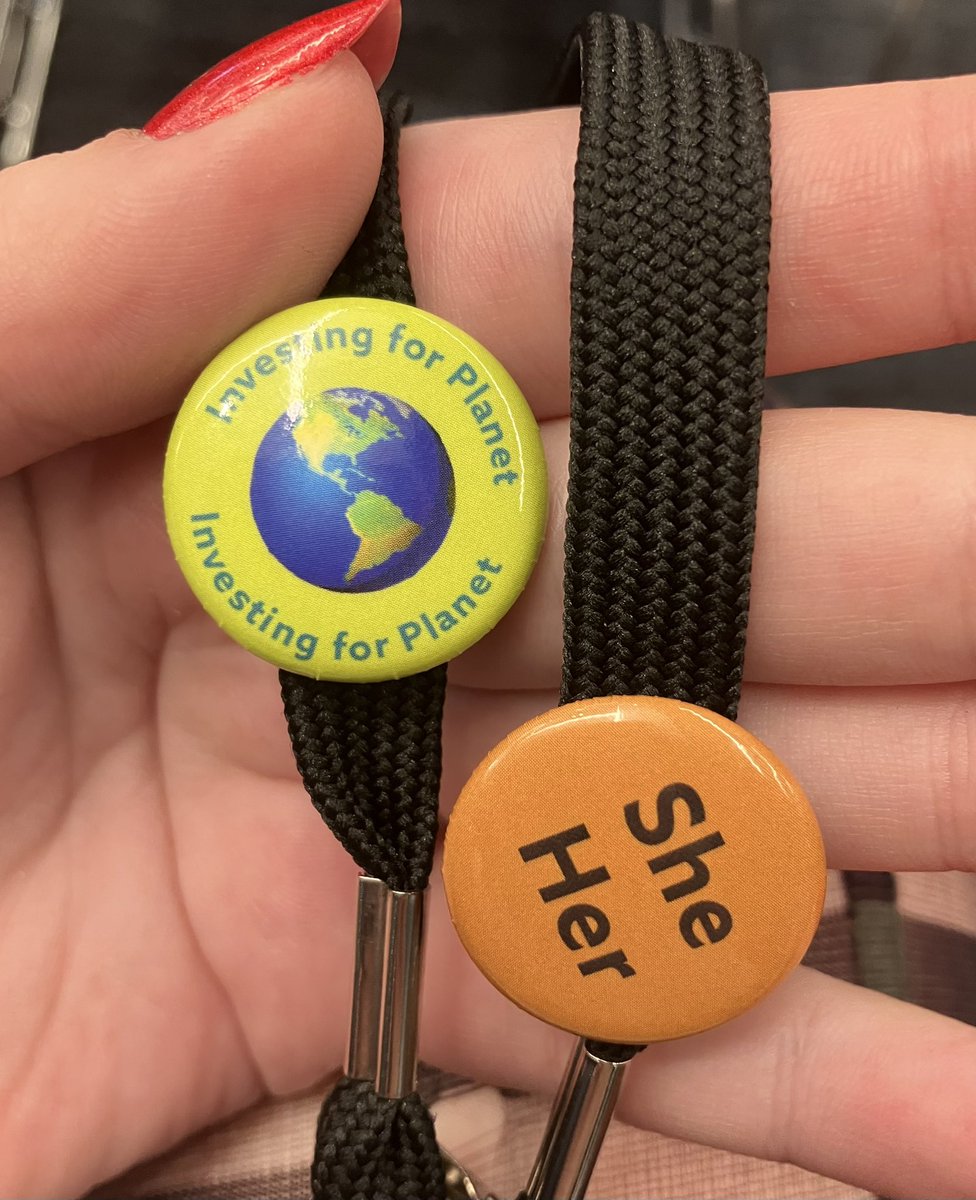 Investing for Planet
Investing for Planet
She
Her